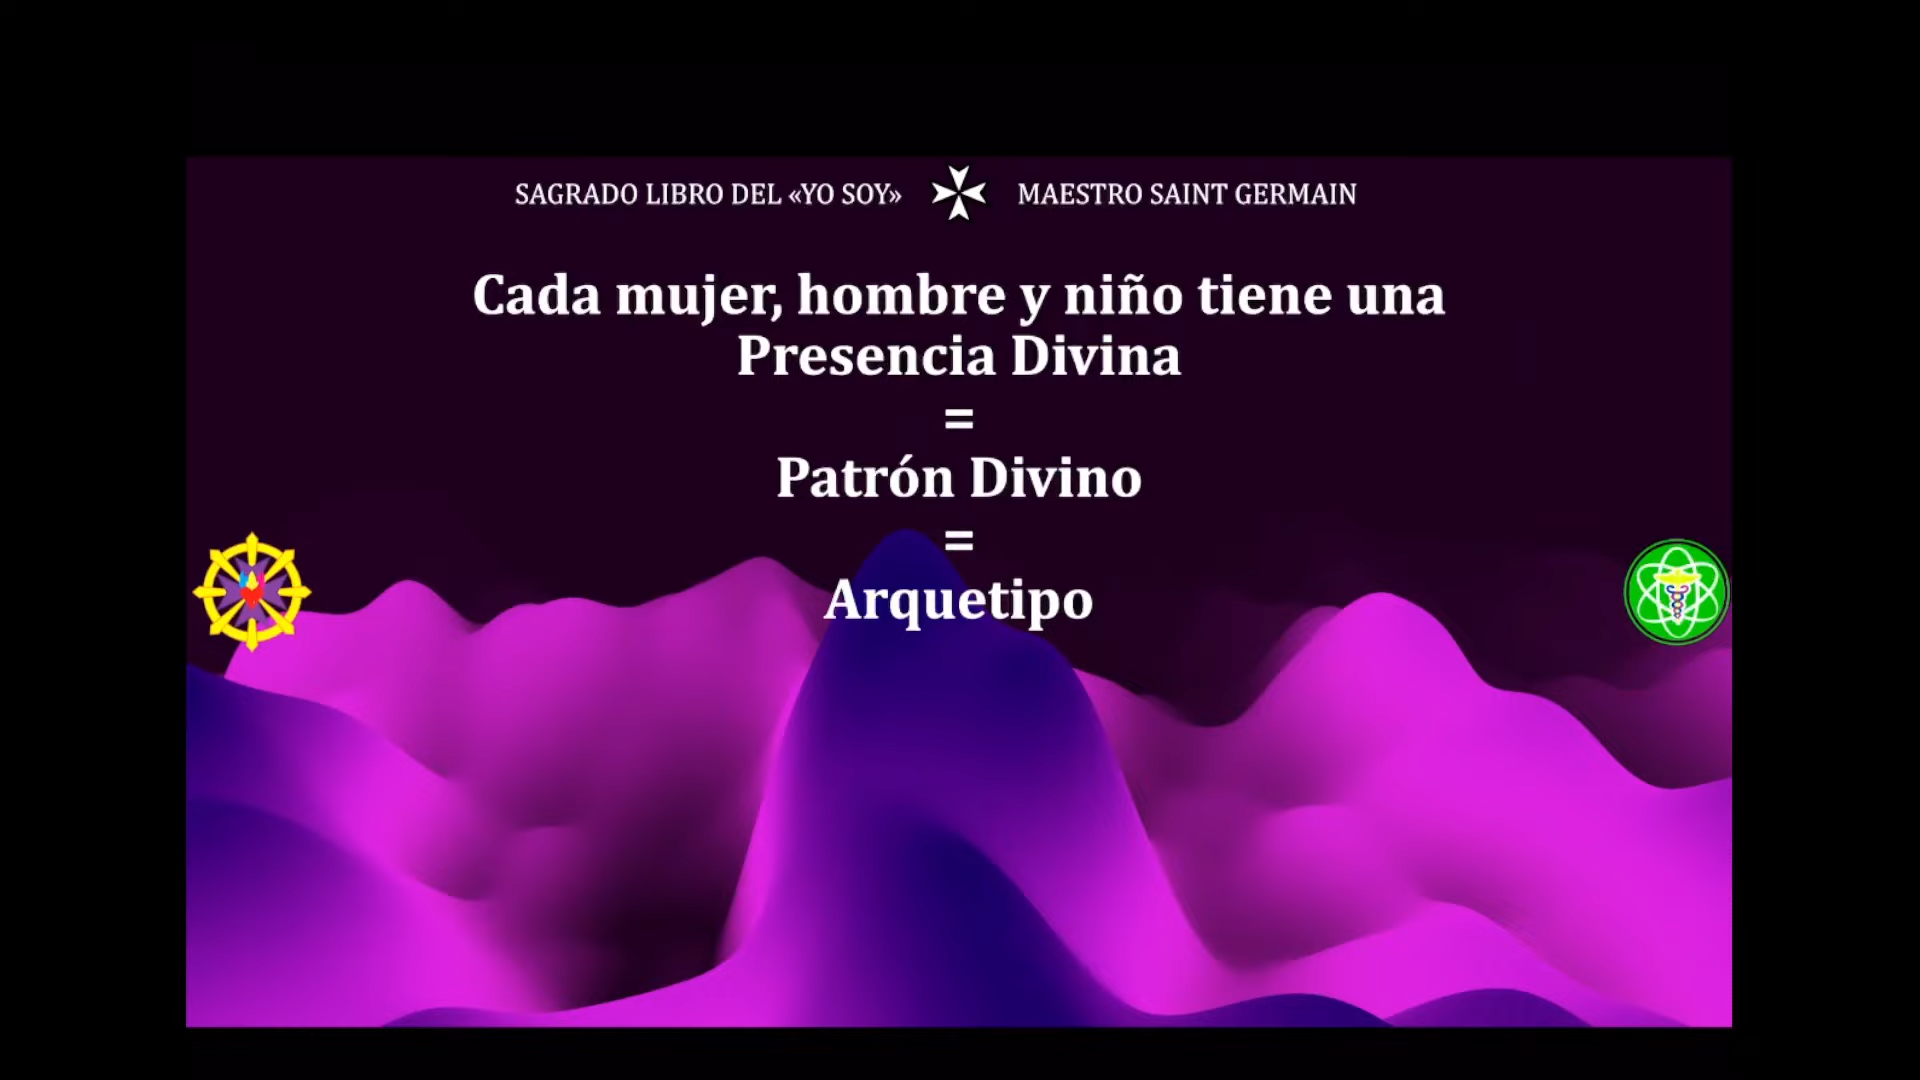 SAGRADO LIBRO DEL «YO SOY» MAESTRO SAINT GERMAIN
Cada mujer, hombre y niño tiene una
Presencia Divina
=
Patrón Divino
=
Arquetipo